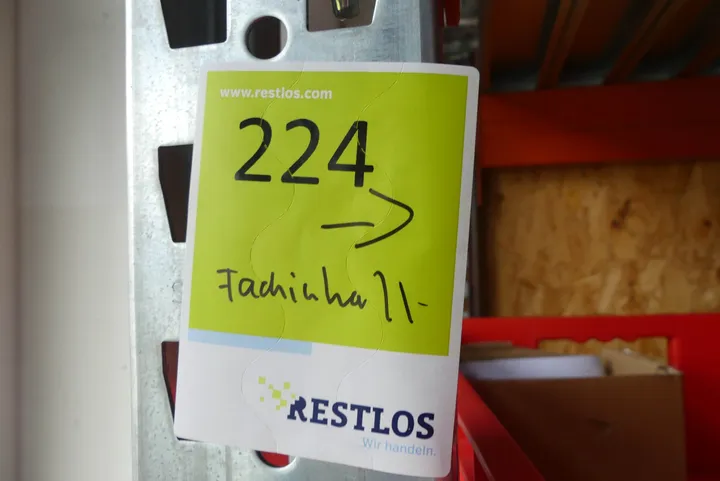 www.restlos.com
224
→
Fachinhalt
RESTLOS
Wir handeln.